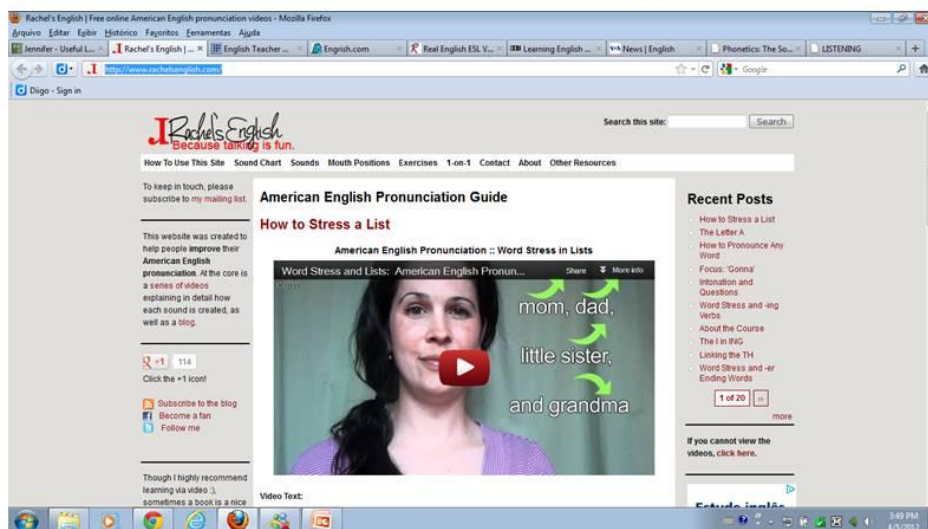 Rachel's English | Free online American English pronunciation videos - Mozilla Firefox
Arquivo Editar Exibir Histórico Favoritos Ferramentas Ajuda
Jennifer - Useful L...
Rachel's English | ...
English Teacher ...
Engrish.com
Real English ESL V...
Learning English ...
News | English
Phonetics: The So...
LISTENING
http://www.rachelsenglish.com/
Google
Diigo - Sign in
Rachel's English
Because talking is fun.
Search this site:
Search
How To Use This Site Sound Chart Sounds Mouth Positions Exercises 1-on-1 Contact About Other Resources
To keep in touch, please
subscribe to my mailing list.
This website was created to
help people improve their
American English
pronunciation. At the core is
a series of videos
explaining in detail how
each sound is created, as
well as a blog.
+1 114
Click the +1 icon!
Subscribe to the blog
Become a fan
Follow me
Though I highly recommend
learning via video :),
sometimes a book is a nice
American English Pronunciation Guide
How to Stress a List
American English Pronunciation :: Word Stress in Lists
Word Stress and Lists: American English Pronun...
Share
More info
mom, dad,
little sister,
and grandma
Video Text:
Recent Posts
How to Stress a List
The Letter A
How to Pronounce Any
Word
Focus: 'Gonna'
Intonation and
Questions
Word Stress and -ing
Verbs
About the Course
The I in ING
Linking the TH
Word Stress and -er
Ending Words
1 of 20 »
more
If you cannot view the
videos, click here.
Estude inglês
3:49 PM
4/5/2012